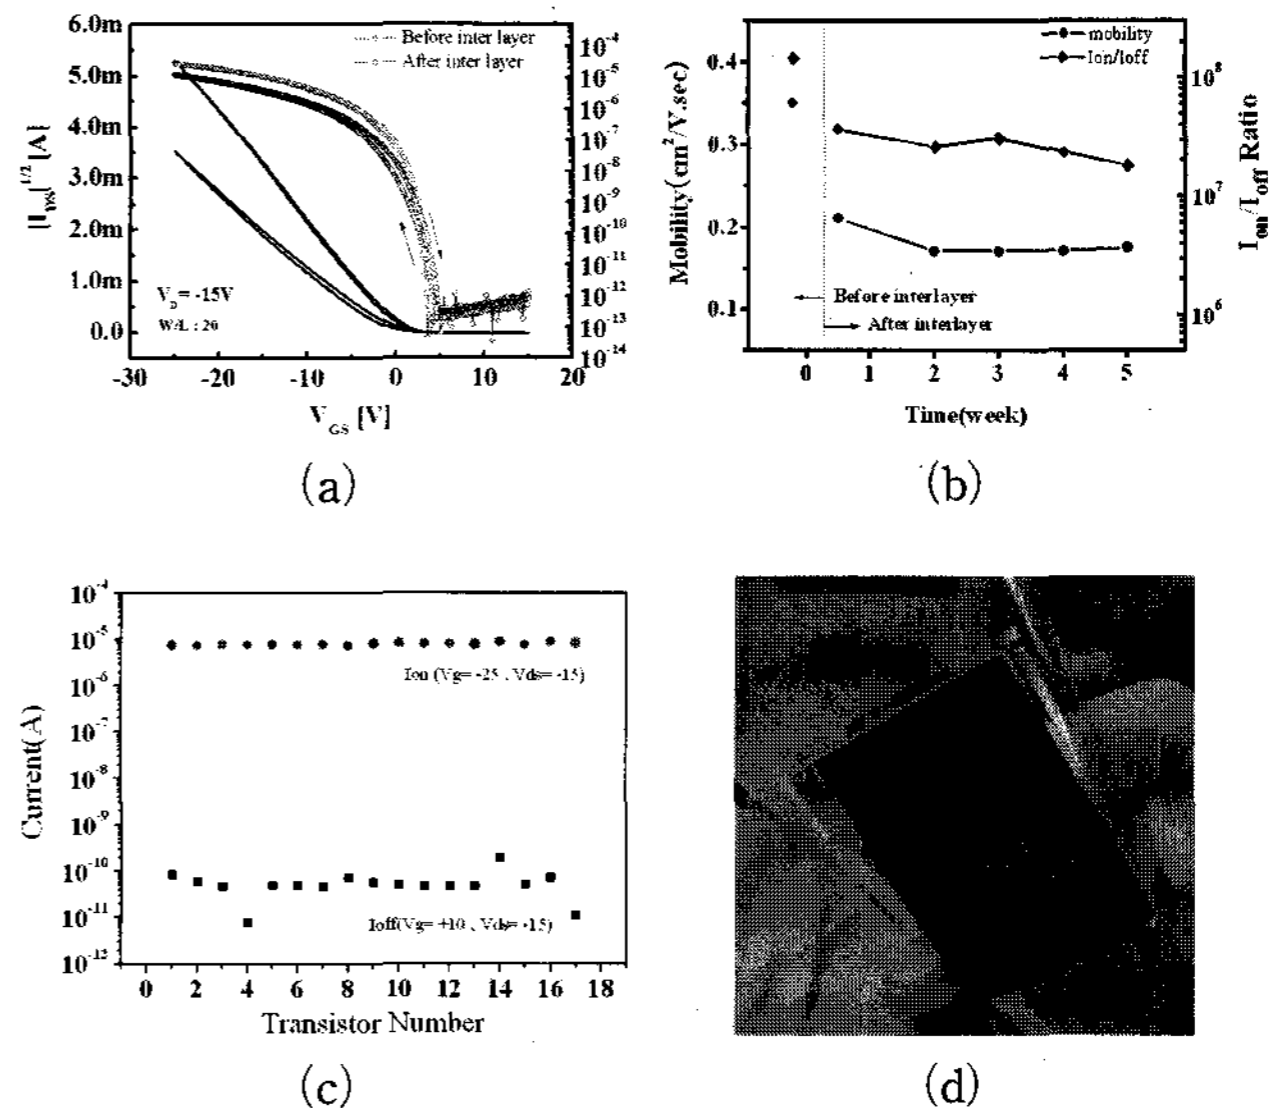 6.0m
5.0m
4.0m
3.0m
2.0m
1.0m
0.0
|I_DS|^1/2 [A]
Before inter layer
After inter layer
V_D = -15V
W/L : 20
10^-4
10^-5
10^-6
10^-7
10^-8
10^-9
10^-10
10^-11
10^-12
10^-13
10^-14
-30 -20 -10 0 10 20
V_GS [V]
(a)
0.4
0.3
0.2
0.1
Mobility(cm^2/V.sec)
mobility
Ion/Ioff
Before interlayer
After interlayer
10^8
10^7
10^6
I_on/I_off Ratio
0 1 2 3 4 5
Time(week)
(b)
10^-4
10^-5
10^-6
10^-7
10^-8
10^-9
10^-10
10^-11
10^-12
Current(A)
Ion (Vg= -25 , Vds= -15)
Ioff(Vg= +10 , Vds= -15)
0 2 4 6 8 10 12 14 16 18
Transistor Number
(c)
(d)